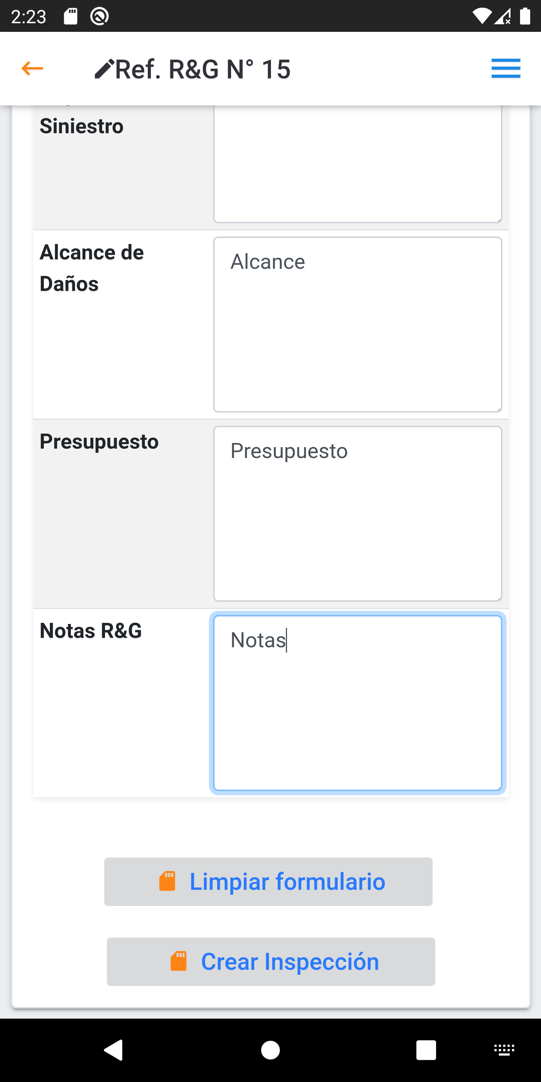 2:23
Ref. R&G N° 15
Siniestro
Alcance de
Daños
Alcance
Presupuesto
Presupuesto
Notas R&G
Notas
Limpiar formulario
Crear Inspección